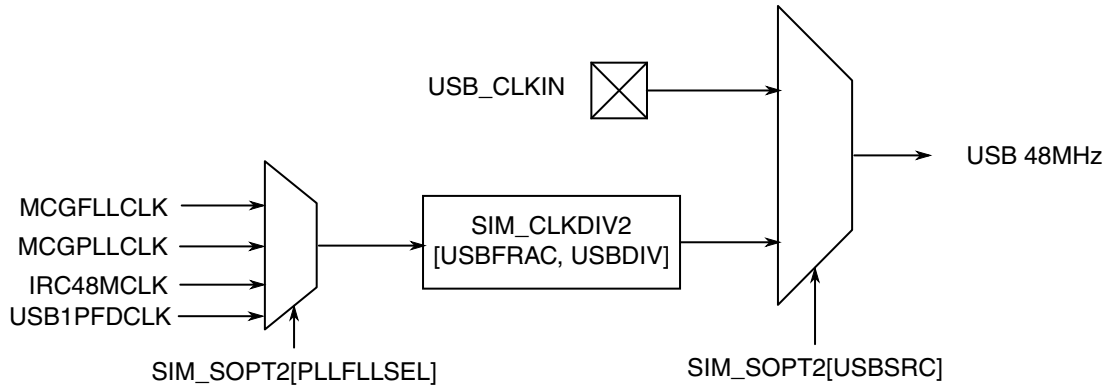 USB_CLKIN
USB 48MHz
MCGFLLCLK
MCGPLLCLK
IRC48MCLK
USB1PFDCLK
SIM_CLKDIV2
[USBFRAC, USBDIV]
SIM_SOPT2[PLLFLLSEL]
SIM_SOPT2[USBSRC]